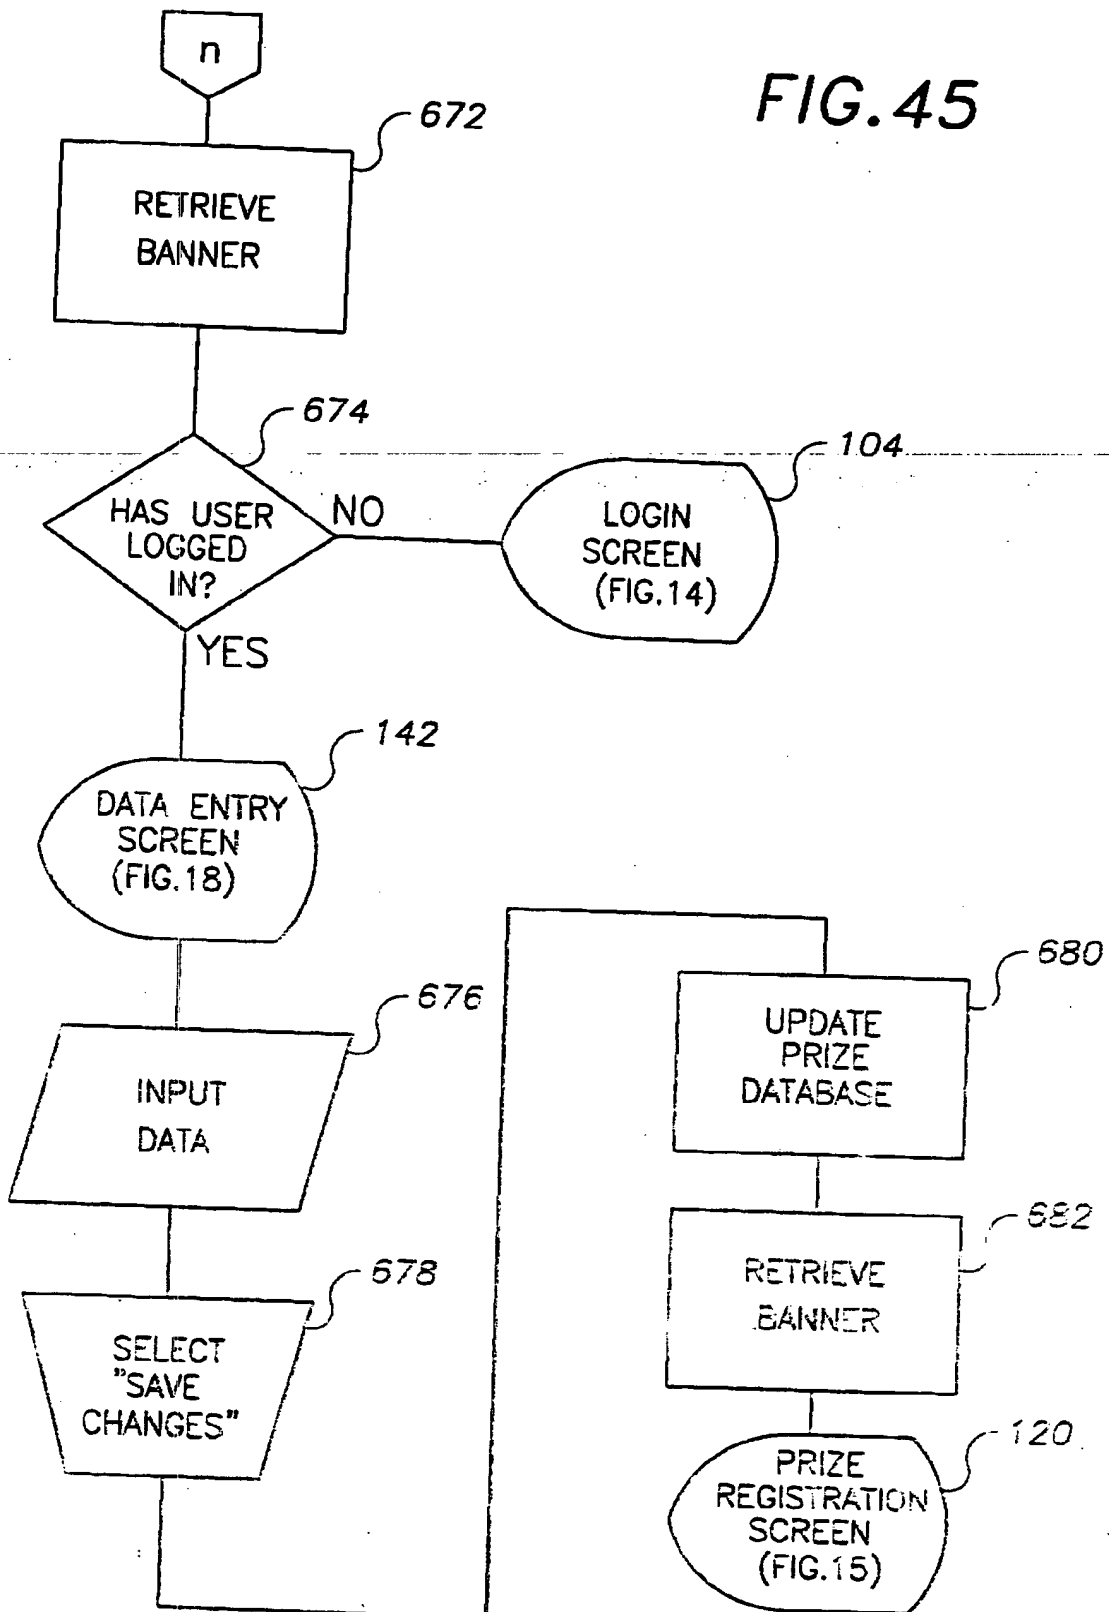 n
FIG.45
672
RETRIEVE
BANNER
674
HAS USER
LOGGED
IN?
NO
104
LOGIN
SCREEN
(FIG.14)
YES
142
DATA ENTRY
SCREEN
(FIG.18)
676
INPUT
DATA
678
SELECT
"SAVE
CHANGES"
680
UPDATE
PRIZE
DATABASE
682
RETRIEVE
BANNER
120
PRIZE
REGISTRATION
SCREEN
(FIG.15)